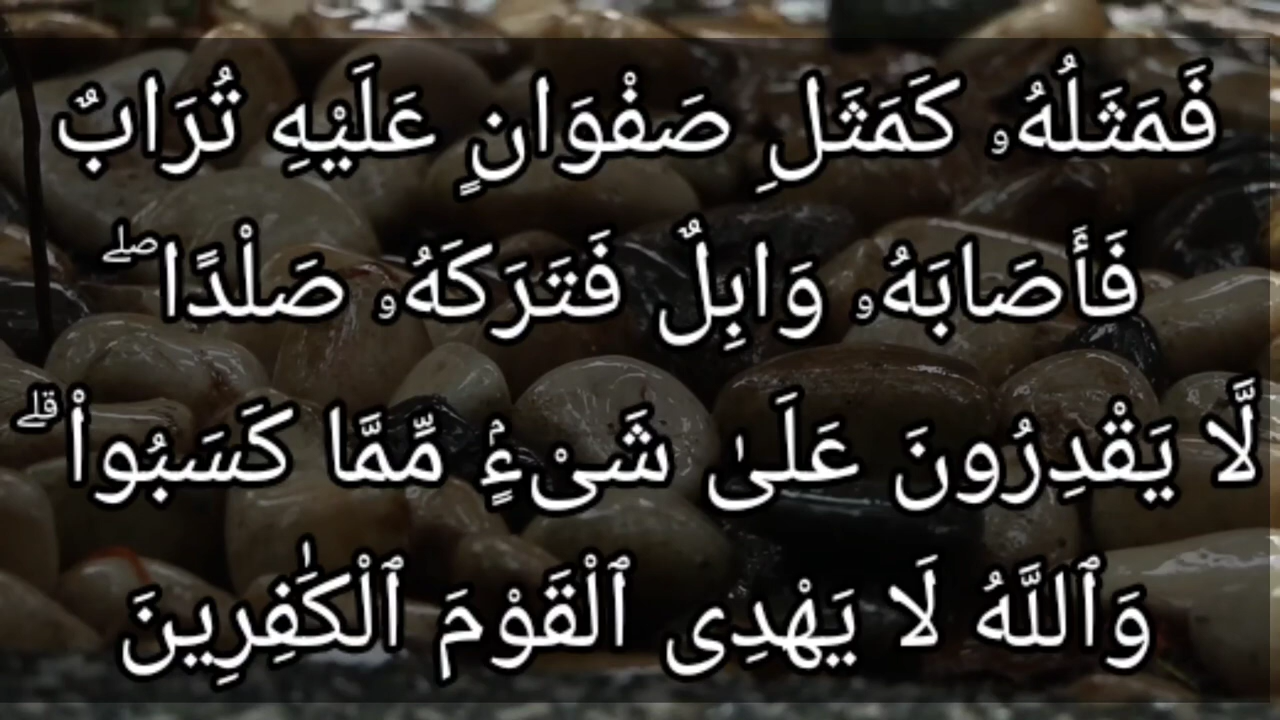 فَمَثَلُهُۥ كَمَثَلِ صَفْوَانٍ عَلَيْهِ تُرَابٌ
فَأَصَابَهُۥ وَابِلٌ فَتَرَكَهُۥ صَلْدًا ۖ
لَّا يَقْدِرُونَ عَلَىٰ شَىْءٍۢ مِّمَّا كَسَبُوا۟ ۗ
وَٱللَّهُ لَا يَهْدِى ٱلْقَوْمَ ٱلْكَٰفِرِينَ